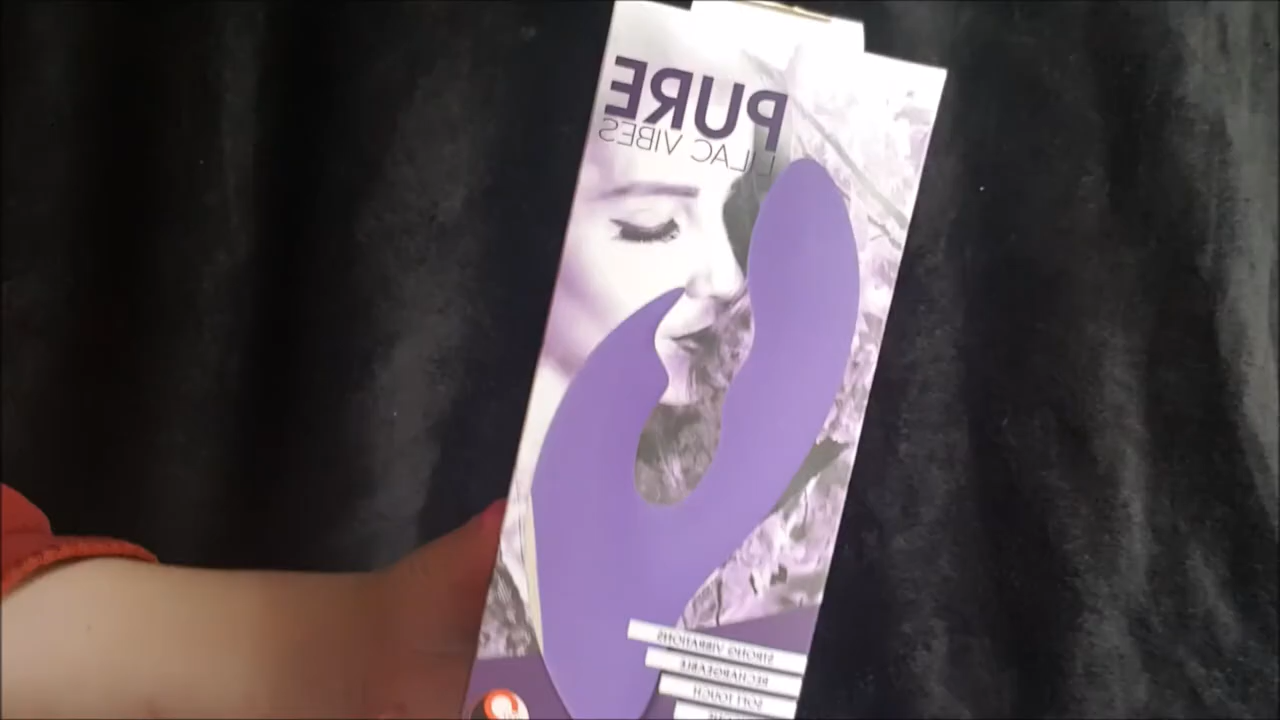 PURE
LILAC VIBES
STRONG VIBRATIONS
RECHARGEABLE
SOFT TOUCH